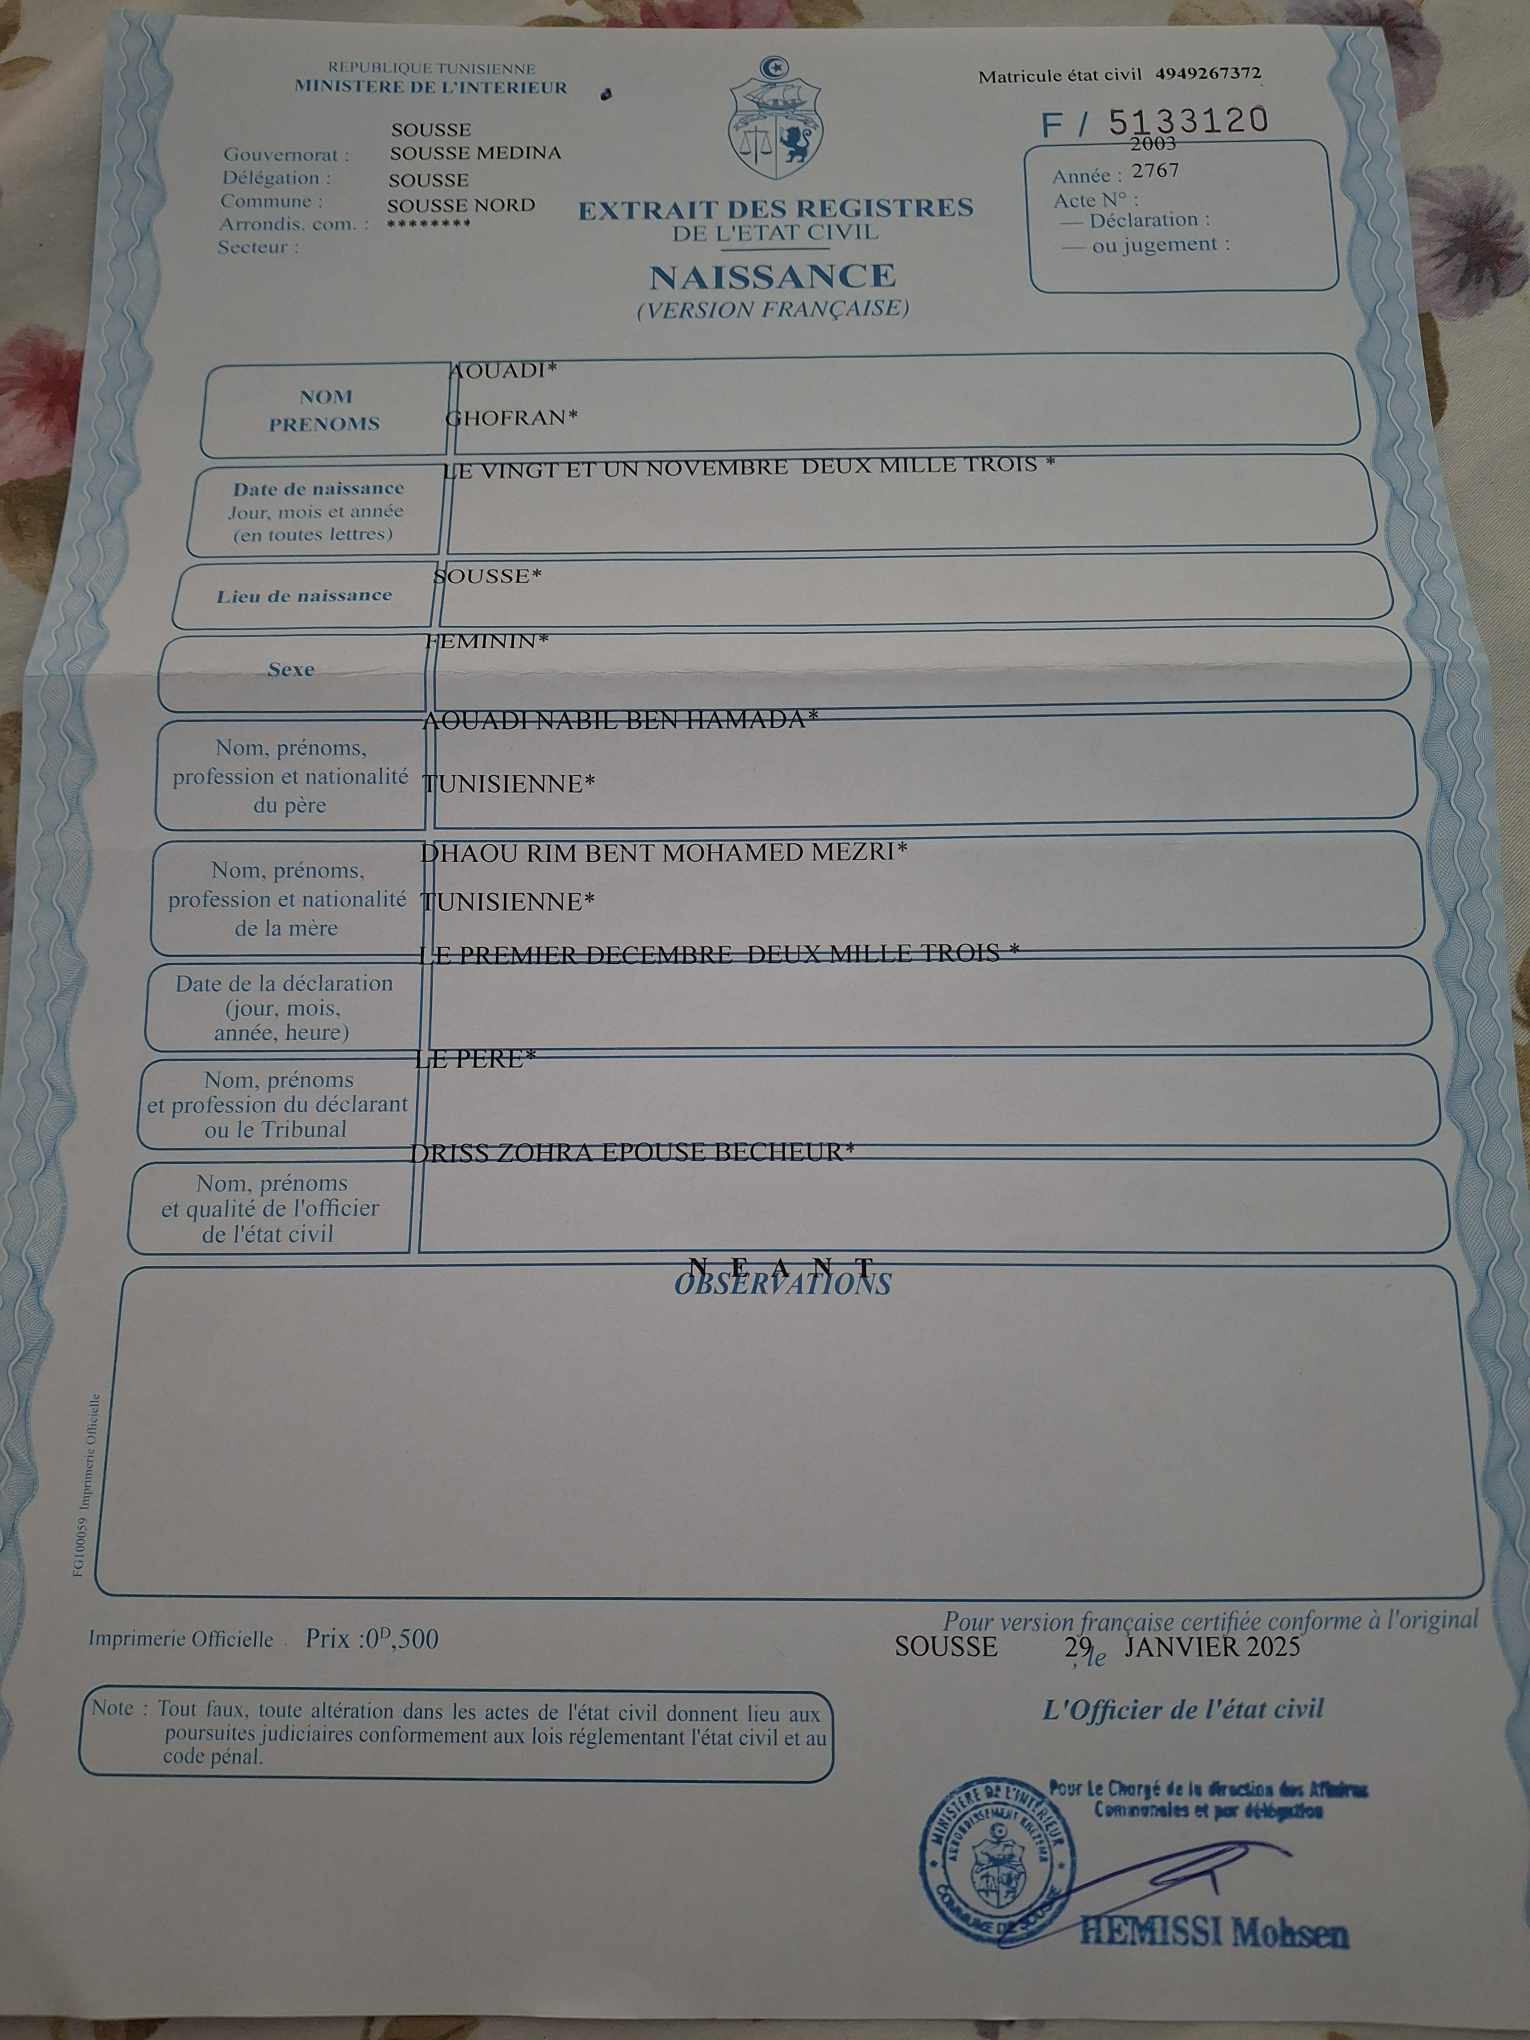 REPUBLIQUE TUNISIENNE
MINISTERE DE L'INTERIEUR
Matricule état civil 4949267372
F / 5133120
SOUSSE
Gouvernorat : SOUSSE MEDINA
Délégation : SOUSSE
Commune : SOUSSE NORD
Arrondis. com. : ********
Secteur :
EXTRAIT DES REGISTRES
DE L'ETAT CIVIL
NAISSANCE
(VERSION FRANÇAISE)
2003
Année : 2767
Acte N° :
— Déclaration :
— ou jugement :
NOM
PRENOMS
AOUADI*
GHOFRAN*
Date de naissance
Jour, mois et année
(en toutes lettres)
LE VINGT ET UN NOVEMBRE DEUX MILLE TROIS *
Lieu de naissance
SOUSSE*
Sexe
FEMININ*
Nom, prénoms,
profession et nationalité
du père
AOUADI NABIL BEN HAMADA*
TUNISIENNE*
Nom, prénoms,
profession et nationalité
de la mère
DHAOU RIM BENT MOHAMED MEZRI*
TUNISIENNE*
Date de la déclaration
(jour, mois,
année, heure)
LE PREMIER DECEMBRE DEUX MILLE TROIS *
Nom, prénoms
et profession du déclarant
ou le Tribunal
LE PERE*
Nom, prénoms
et qualité de l'officier
de l'état civil
DRISS ZOHRA EPOUSE BECHEUR*
N E A N T
OBSERVATIONS
FG100059 Imprimerie Officielle
Imprimerie Officielle Prix :0D,500
Pour version française certifiée conforme à l'original
SOUSSE 29 , le JANVIER 2025
Note : Tout faux, toute altération dans les actes de l'état civil donnent lieu aux
poursuites judiciaires conformement aux lois réglementant l'état civil et au
code pénal.
L'Officier de l'état civil
Pour Le Chargé de la direction des Affaires
Communales et par délégation
MINISTERE DE L'INTERIEUR
ARRONDISSEMENT
COMMUNE DE SOUSSE
HEMISSI Mohsen